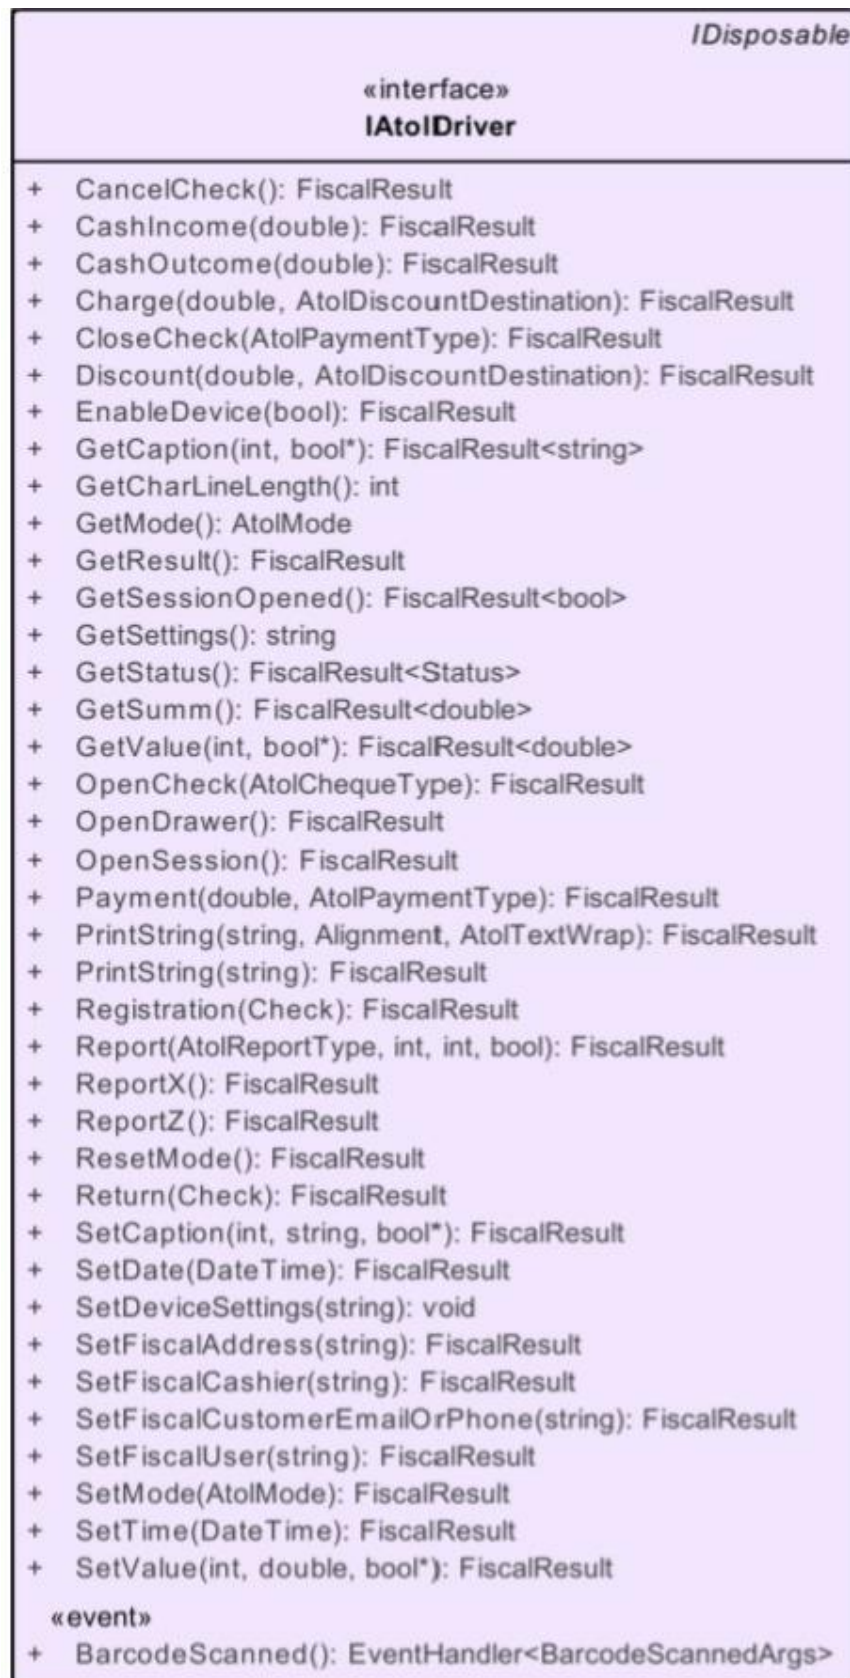 IDisposable
«interface»
IAtolDriver
+ CancelCheck(): FiscalResult
+ CashIncome(double): FiscalResult
+ CashOutcome(double): FiscalResult
+ Charge(double, AtolDiscountDestination): FiscalResult
+ CloseCheck(AtolPaymentType): FiscalResult
+ Discount(double, AtolDiscountDestination): FiscalResult
+ EnableDevice(bool): FiscalResult
+ GetCaption(int, bool*): FiscalResult<string>
+ GetCharLineLength(): int
+ GetMode(): AtolMode
+ GetResult(): FiscalResult
+ GetSessionOpened(): FiscalResult<bool>
+ GetSettings(): string
+ GetStatus(): FiscalResult<Status>
+ GetSumm(): FiscalResult<double>
+ GetValue(int, bool*): FiscalResult<double>
+ OpenCheck(AtolChequeType): FiscalResult
+ OpenDrawer(): FiscalResult
+ OpenSession(): FiscalResult
+ Payment(double, AtolPaymentType): FiscalResult
+ PrintString(string, Alignment, AtolTextWrap): FiscalResult
+ PrintString(string): FiscalResult
+ Registration(Check): FiscalResult
+ Report(AtolReportType, int, int, bool): FiscalResult
+ ReportX(): FiscalResult
+ ReportZ(): FiscalResult
+ ResetMode(): FiscalResult
+ Return(Check): FiscalResult
+ SetCaption(int, string, bool*): FiscalResult
+ SetDate(DateTime): FiscalResult
+ SetDeviceSettings(string): void
+ SetFiscalAddress(string): FiscalResult
+ SetFiscalCashier(string): FiscalResult
+ SetFiscalCustomerEmailOrPhone(string): FiscalResult
+ SetFiscalUser(string): FiscalResult
+ SetMode(AtolMode): FiscalResult
+ SetTime(DateTime): FiscalResult
+ SetValue(int, double, bool*): FiscalResult
«event»
+ BarcodeScanned(): EventHandler<BarcodeScannedArgs>